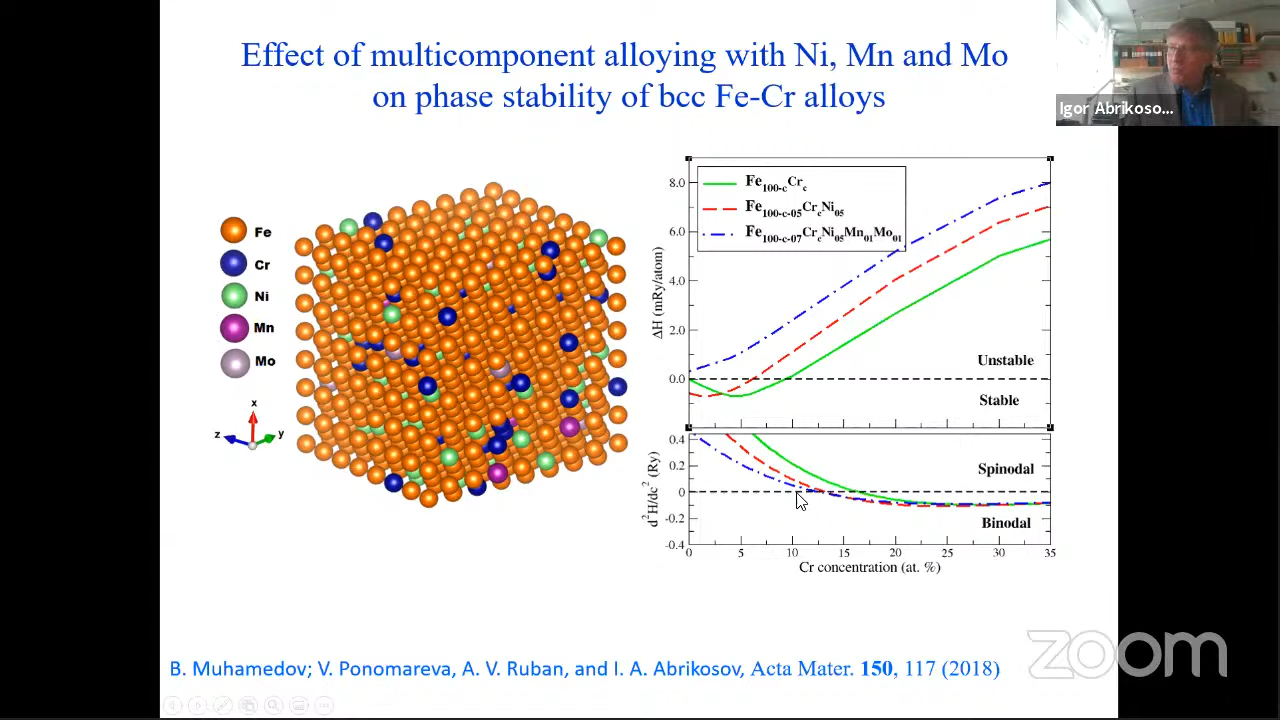 Effect of multicomponent alloying with Ni, Mn and Mo
on phase stability of bcc Fe-Cr alloys
Igor Abrikoso...
Fe
Cr
Ni
Mn
Mo
x
z
y
Fe100-cCrc
Fe100-c-05CrcNi05
Fe100-c-07CrcNi05Mn01Mo01
ΔH (mRy/atom)
8.0
6.0
4.0
2.0
0.0
Unstable
Stable
d²H/dc² (Ry)
0.4
0.2
0
-0.2
-0.4
Spinodal
Binodal
0 5 10 15 20 25 30 35
Cr concentration (at. %)
B. Muhamedov; V. Ponomareva, A. V. Ruban, and I. A. Abrikosov, Acta Mater. 150, 117 (2018)
zoom